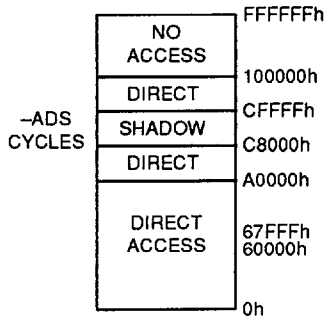 FFFFFFh
NO
ACCESS
100000h
DIRECT
CFFFFh
–ADS
CYCLES
SHADOW
C8000h
DIRECT
A0000h
DIRECT
ACCESS
67FFFh
60000h
0h